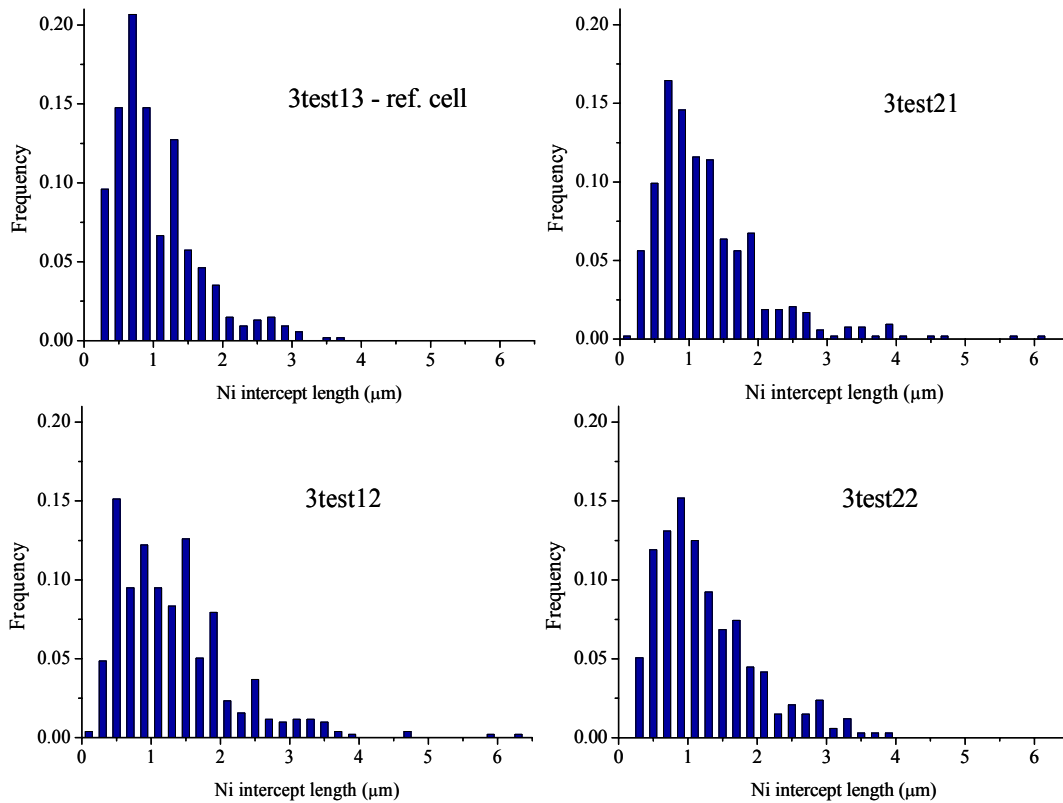 3test13 - ref. cell
Frequency
0.20
0.15
0.10
0.05
0.00
0 1 2 3 4 5 6
Ni intercept length (μm)
3test21
Frequency
0.20
0.15
0.10
0.05
0.00
0 1 2 3 4 5 6
Ni intercept length (μm)
3test12
Frequency
0.20
0.15
0.10
0.05
0.00
0 1 2 3 4 5 6
Ni intercept length (μm)
3test22
Frequency
0.20
0.15
0.10
0.05
0.00
0 1 2 3 4 5 6
Ni intercept length (μm)